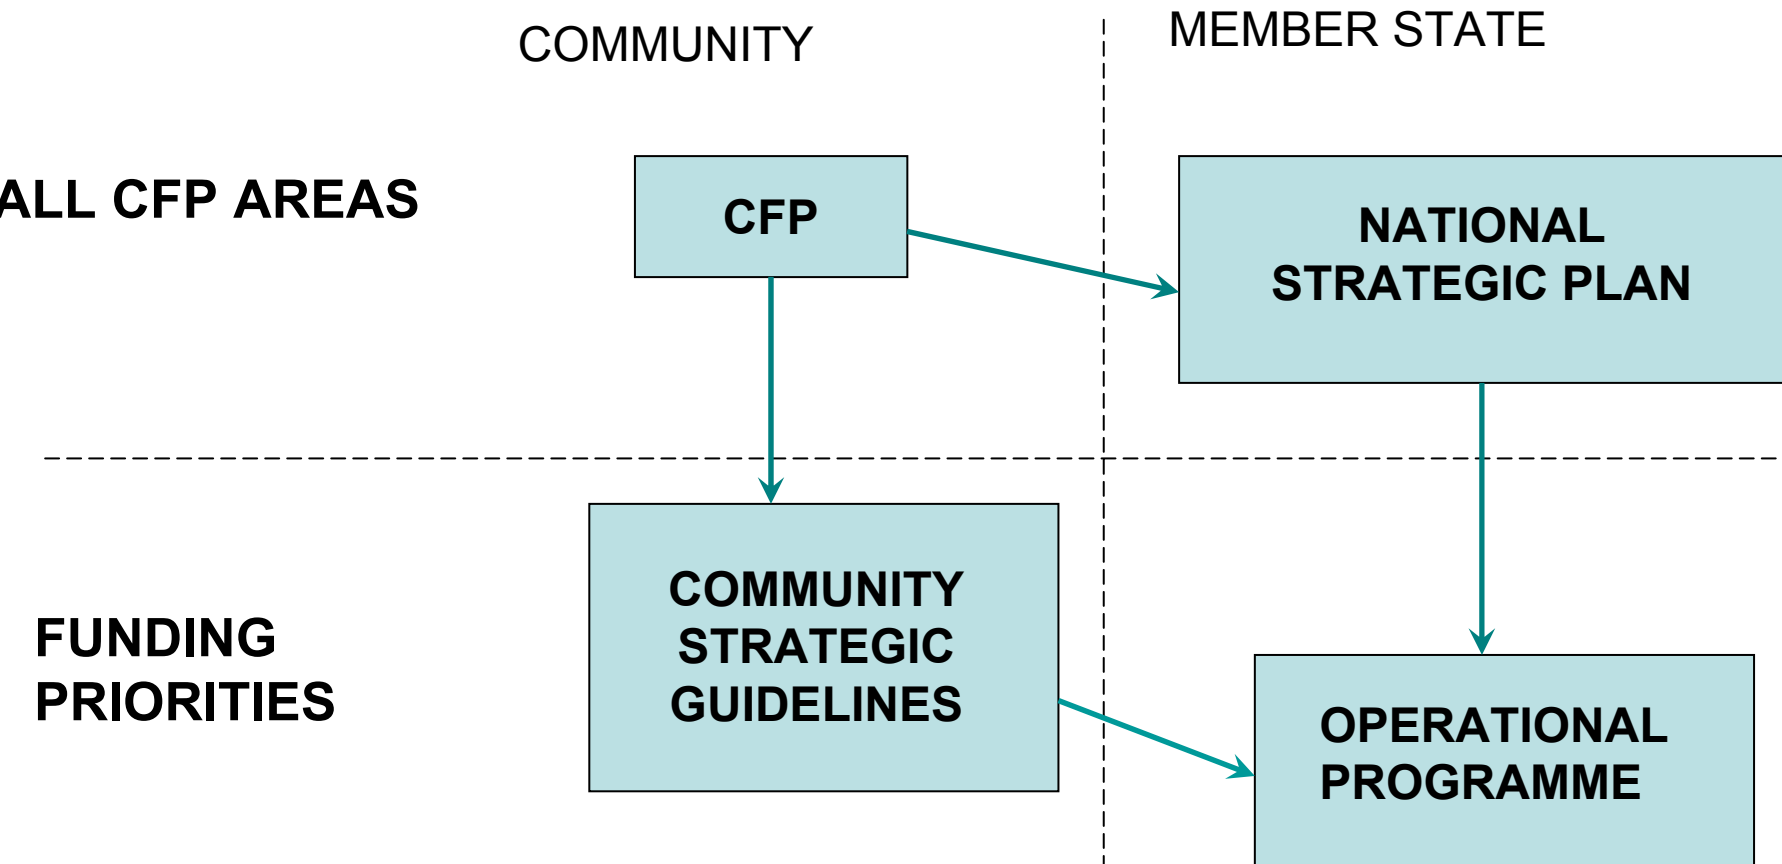 COMMUNITY
MEMBER STATE
ALL CFP AREAS
CFP
NATIONAL
STRATEGIC PLAN
FUNDING
PRIORITIES
COMMUNITY
STRATEGIC
GUIDELINES
OPERATIONAL
PROGRAMME